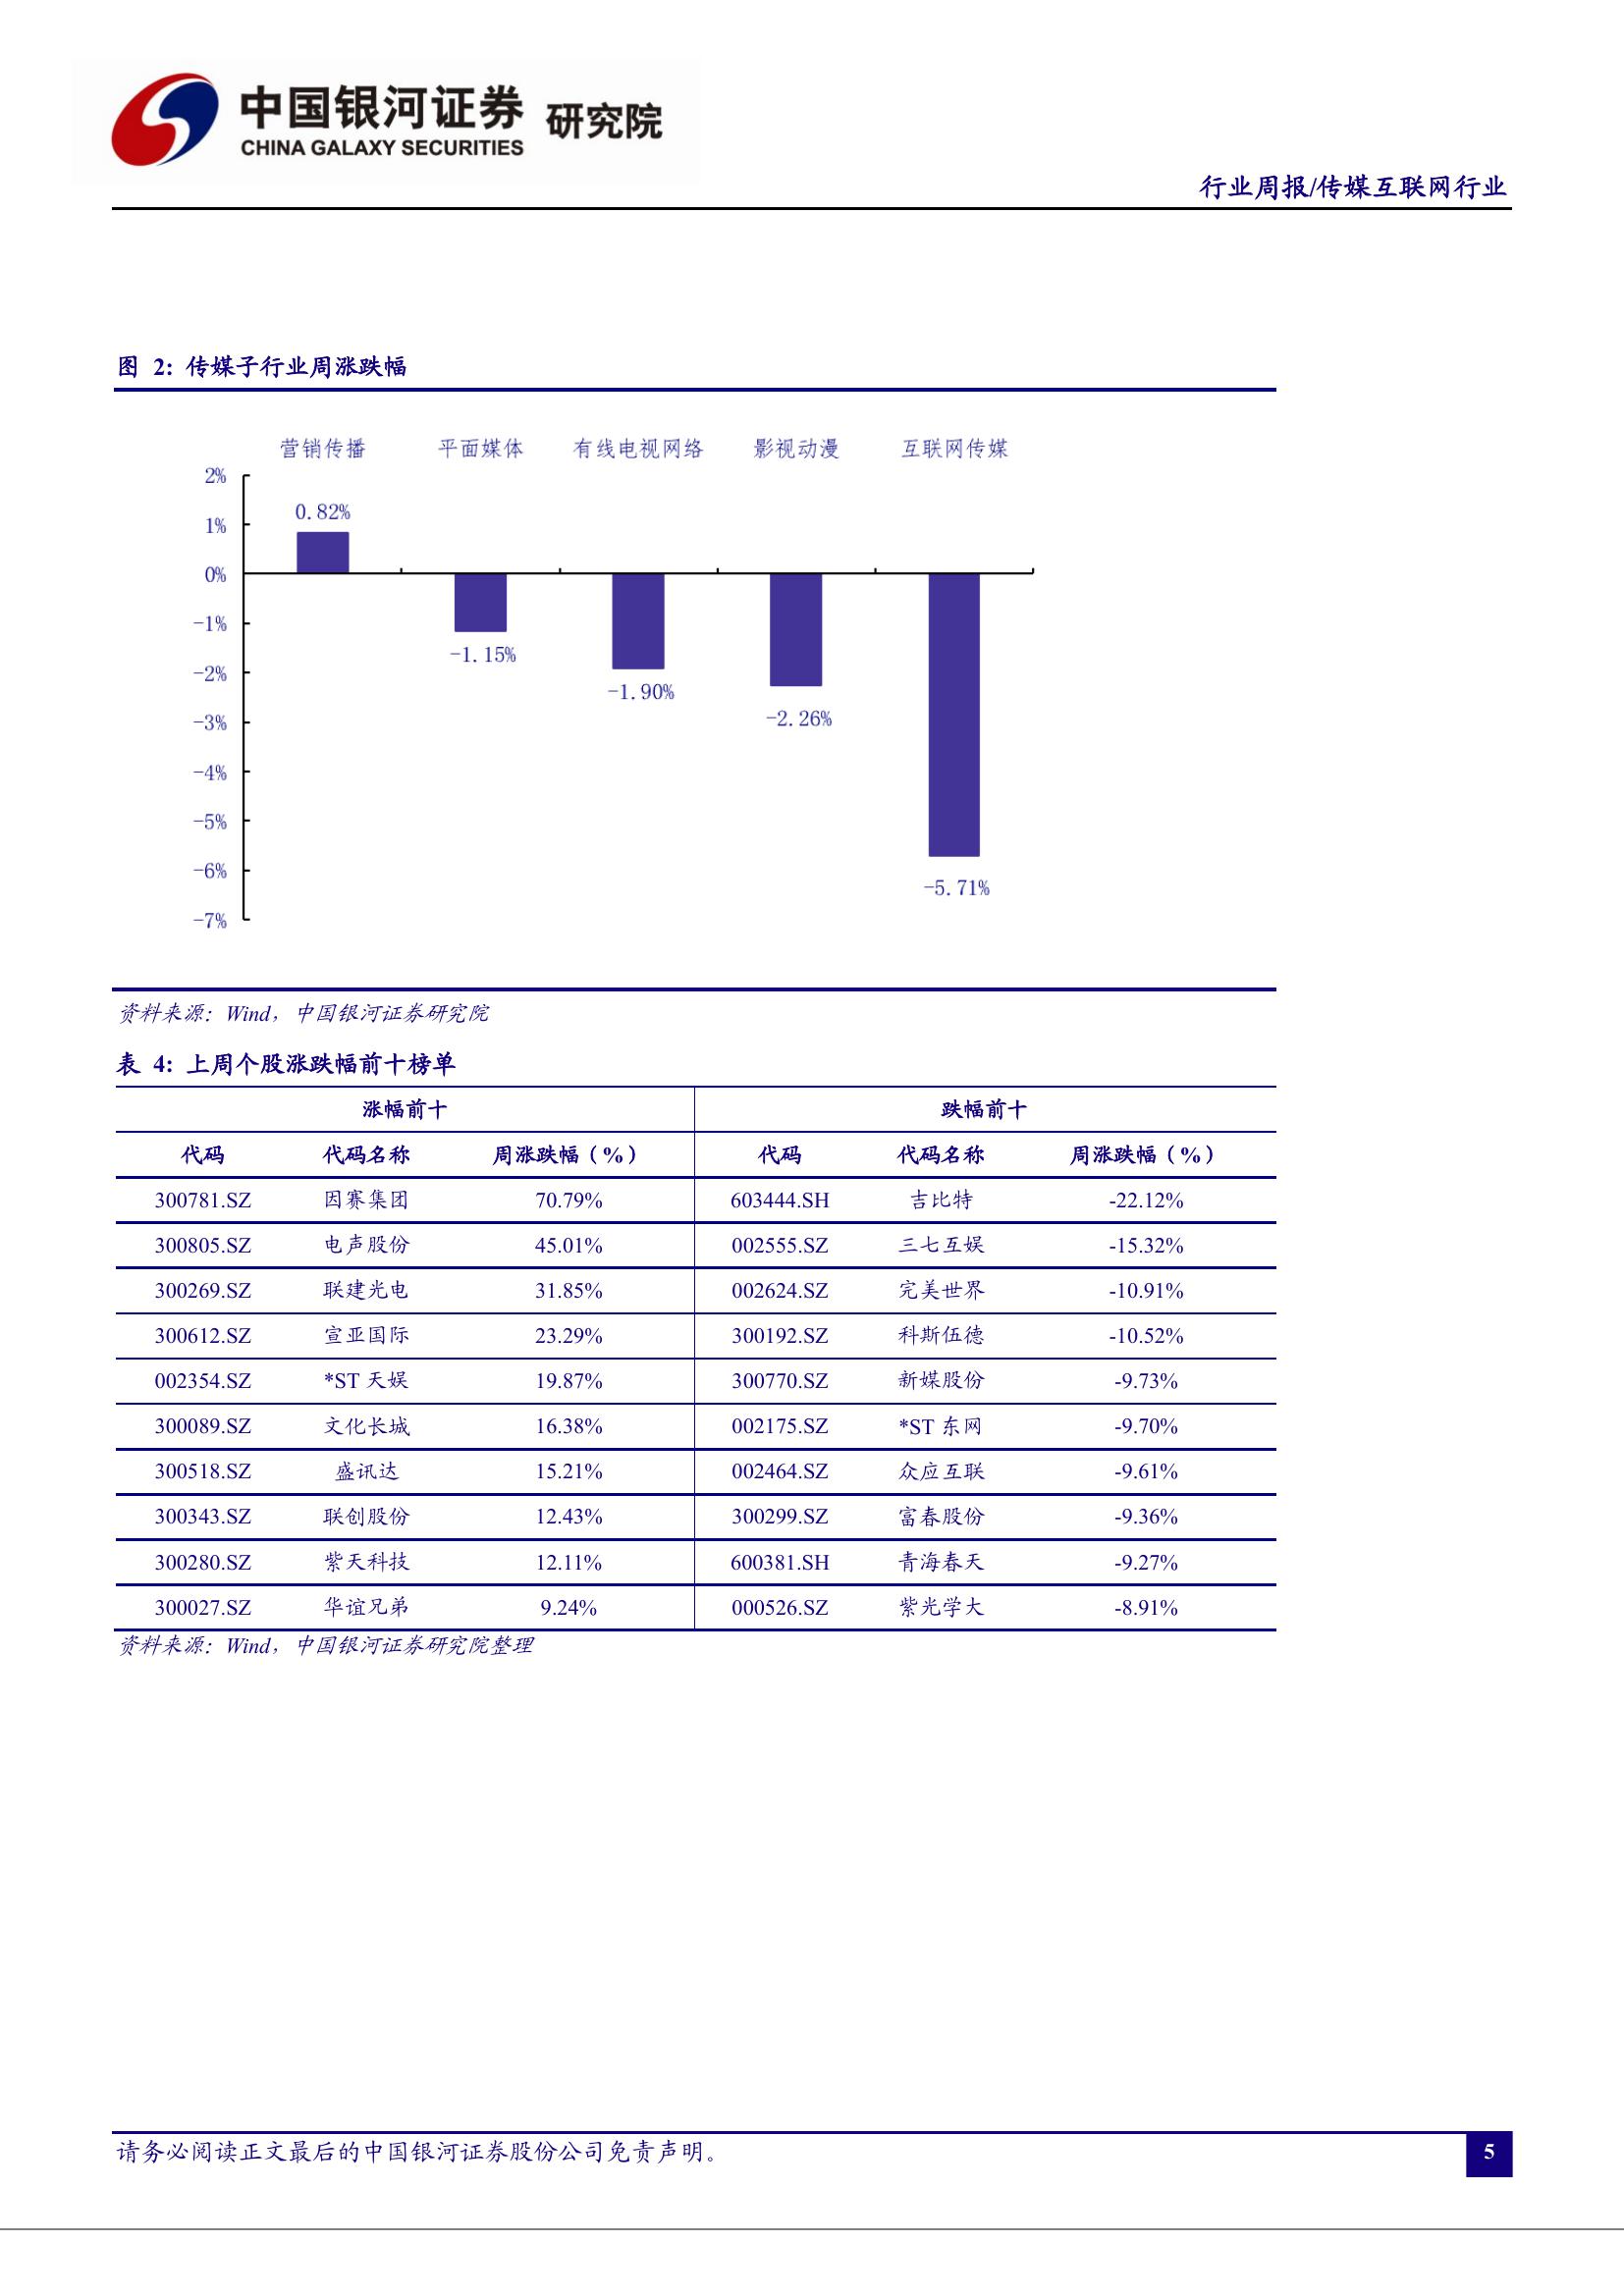 中国银河证券 研究院
CHINA GALAXY SECURITIES
行业周报/传媒互联网行业
图 2: 传媒子行业周涨跌幅
营销传播 平面媒体 有线电视网络 影视动漫 互联网传媒
2%
1%
0%
-1%
-2%
-3%
-4%
-5%
-6%
-7%
0.82%
-1.15%
-1.90%
-2.26%
-5.71%
资料来源：Wind，中国银河证券研究院
表 4: 上周个股涨跌幅前十榜单
涨幅前十 跌幅前十
代码 代码名称 周涨跌幅（%） 代码 代码名称 周涨跌幅（%）
300781.SZ 因赛集团 70.79% 603444.SH 吉比特 -22.12%
300805.SZ 电声股份 45.01% 002555.SZ 三七互娱 -15.32%
300269.SZ 联建光电 31.85% 002624.SZ 完美世界 -10.91%
300612.SZ 宣亚国际 23.29% 300192.SZ 科斯伍德 -10.52%
002354.SZ *ST 天娱 19.87% 300770.SZ 新媒股份 -9.73%
300089.SZ 文化长城 16.38% 002175.SZ *ST 东网 -9.70%
300518.SZ 盛讯达 15.21% 002464.SZ 众应互联 -9.61%
300343.SZ 联创股份 12.43% 300299.SZ 富春股份 -9.36%
300280.SZ 紫天科技 12.11% 600381.SH 青海春天 -9.27%
300027.SZ 华谊兄弟 9.24% 000526.SZ 紫光学大 -8.91%
资料来源：Wind，中国银河证券研究院整理
请务必阅读正文最后的中国银河证券股份公司免责声明。
5